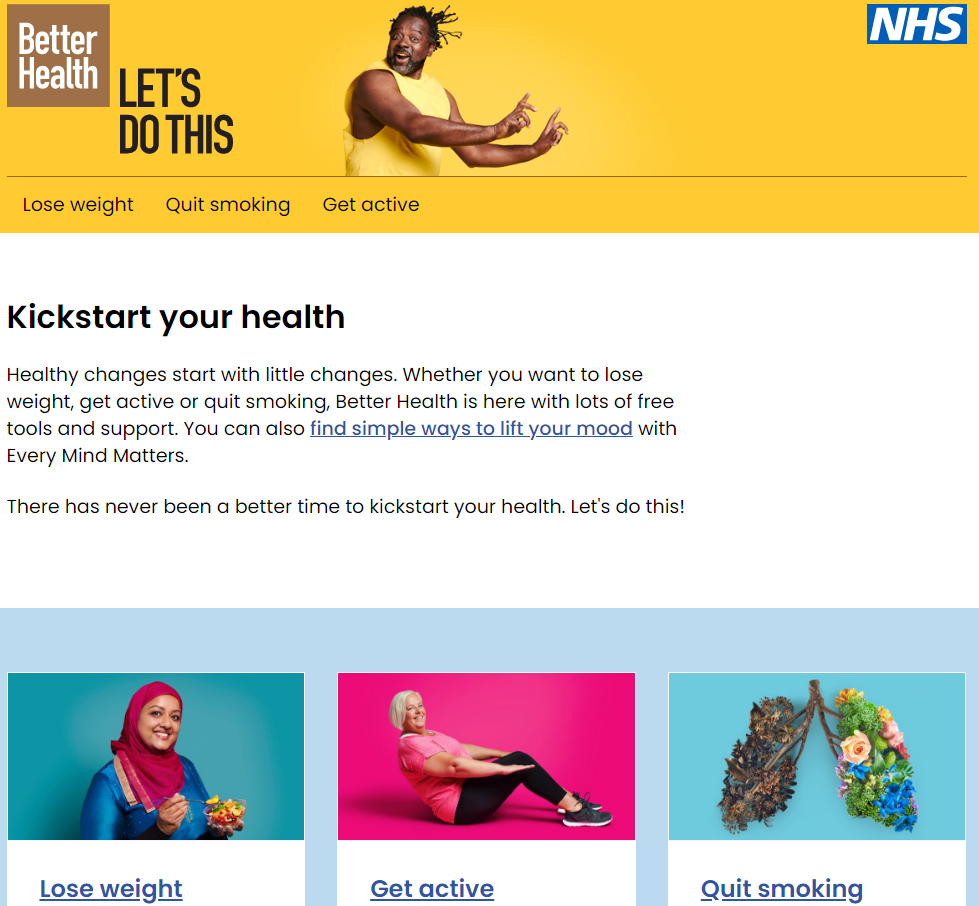 Better
Health
LET'S
DO THIS
NHS
Lose weight
Quit smoking
Get active
Kickstart your health
Healthy changes start with little changes. Whether you want to lose
weight, get active or quit smoking, Better Health is here with lots of free
tools and support. You can also find simple ways to lift your mood with
Every Mind Matters.
There has never been a better time to kickstart your health. Let's do this!
Lose weight
Get active
Quit smoking